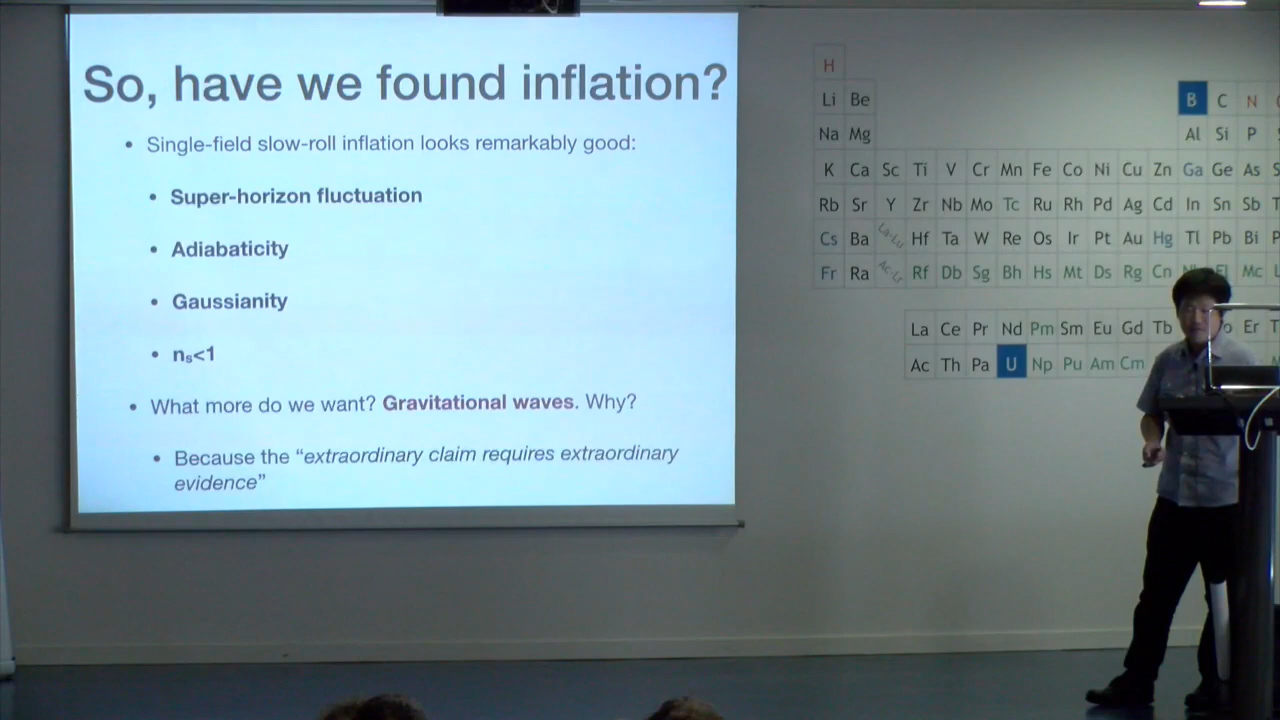 So, have we found inflation?
• Single-field slow-roll inflation looks remarkably good:
• Super-horizon fluctuation
• Adiabaticity
• Gaussianity
• ns<1
• What more do we want? Gravitational waves. Why?
• Because the “extraordinary claim requires extraordinary
evidence”
H
B C N
Li Be
Al Si P
Na Mg
K Ca Sc Ti V Cr Mn Fe Co Ni Cu Zn Ga Ge As
Rb Sr Y Zr Nb Mo Tc Ru Rh Pd Ag Cd In Sn Sb
Cs Ba La-Lu Hf Ta W Re Os Ir Pt Au Hg Tl Pb Bi
Fr Ra Ac-Lr Rf Db Sg Bh Hs Mt Ds Rg Cn Fl Mc
La Ce Pr Nd Pm Sm Eu Gd Tb Er
Ac Th Pa U Np Pu Am Cm